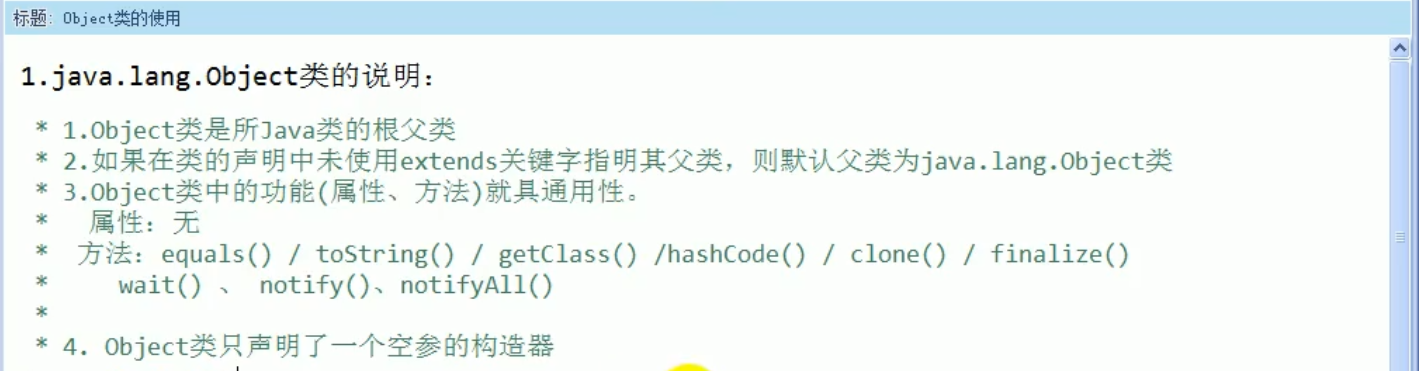 标题: Object类的使用
1.java.lang.Object类的说明：
* 1.Object类是所Java类的根父类
* 2.如果在类的声明中未使用extends关键字指明其父类，则默认父类为java.lang.Object类
* 3.Object类中的功能(属性、方法)就具通用性。
* 属性：无
* 方法：equals() / toString() / getClass() /hashCode() / clone() / finalize()
* wait() 、 notify()、notifyAll()
*
* 4. Object类只声明了一个空参的构造器